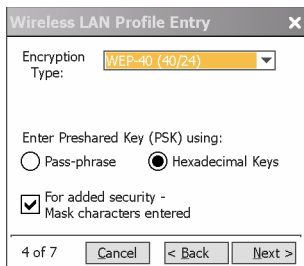 Wireless LAN Profile Entry
Encryption Type:
WEP-40 (40/24)
Enter Preshared Key (PSK) using:
Pass-phrase
Hexadecimal Keys
For added security -
Mask characters entered
4 of 7
Cancel
< Back
Next >